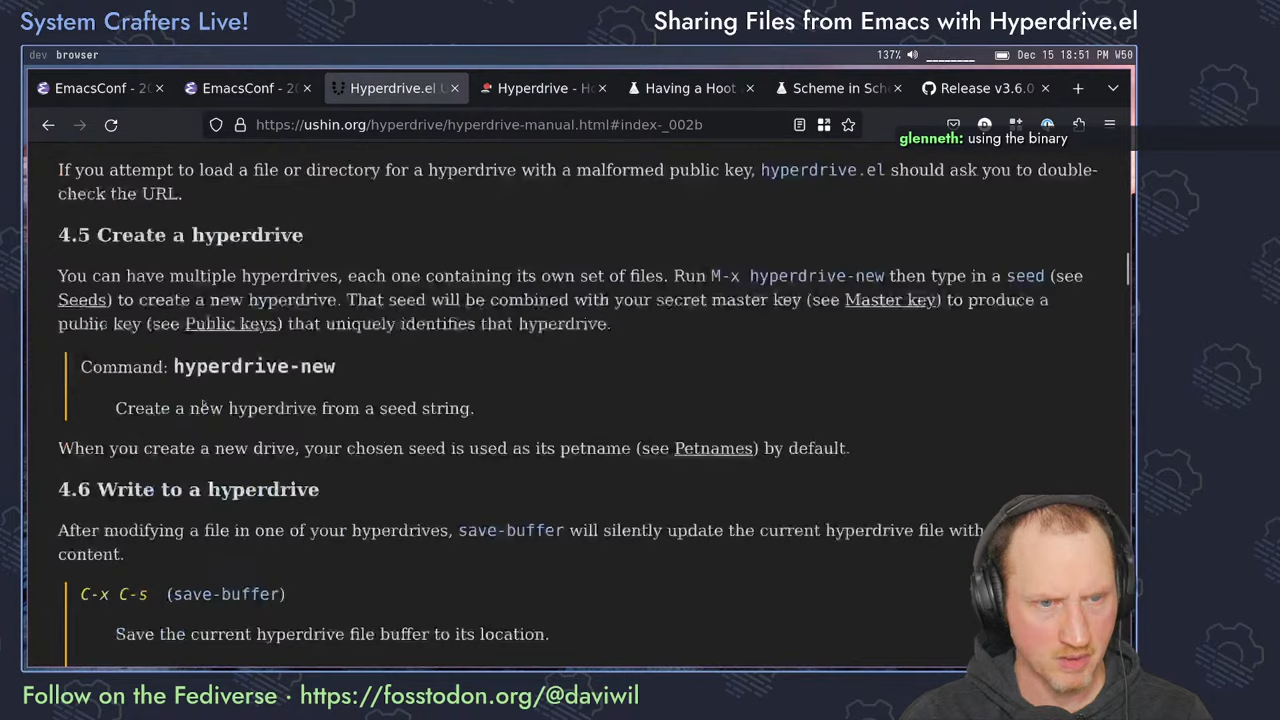 System Crafters Live!
Sharing Files from Emacs with Hyperdrive.el
dev browser
137%
Dec 15 18:51 PM W50
EmacsConf - 20
EmacsConf - 20
Hyperdrive.el U
Hyperdrive - Ho
Having a Hoot
Scheme in Sch
Release v3.6.0
https://ushin.org/hyperdrive/hyperdrive-manual.html#index-_002b
glenneth: using the binary
If you attempt to load a file or directory for a hyperdrive with a malformed public key, hyperdrive.el should ask you to double-
check the URL.
4.5 Create a hyperdrive
You can have multiple hyperdrives, each one containing its own set of files. Run M-x hyperdrive-new then type in a seed (see
Seeds) to create a new hyperdrive. That seed will be combined with your secret master key (see Master key) to produce a
public key (see Public keys) that uniquely identifies that hyperdrive.
Command: hyperdrive-new
Create a new hyperdrive from a seed string.
When you create a new drive, your chosen seed is used as its petname (see Petnames) by default.
4.6 Write to a hyperdrive
After modifying a file in one of your hyperdrives, save-buffer will silently update the current hyperdrive file with
content.
C-x C-s (save-buffer)
Save the current hyperdrive file buffer to its location.
Follow on the Fediverse · https://fosstodon.org/@daviwil